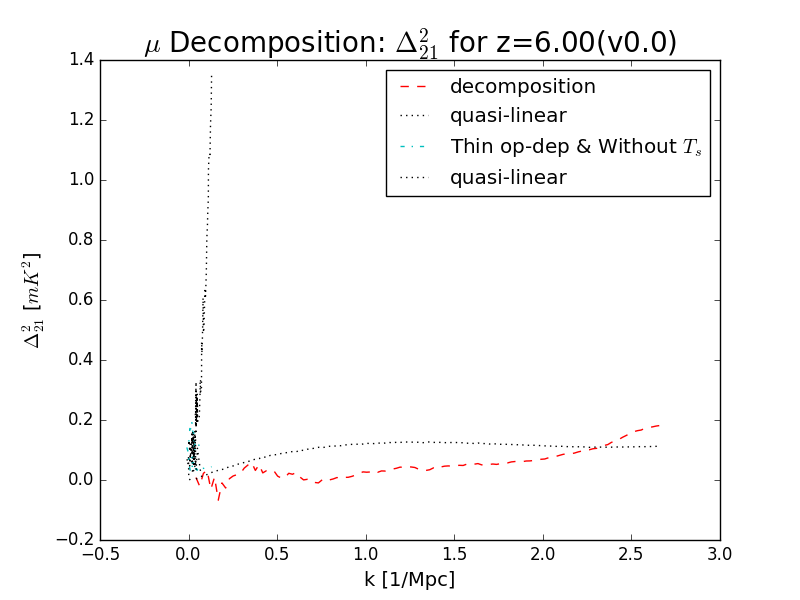 μ Decomposition: Δ²₂₁ for z=6.00(v0.0)
1.4
1.2
1.0
0.8
0.6
0.4
0.2
0.0
−0.2
Δ²₂₁ [mK²]
decomposition
quasi-linear
Thin op-dep & Without Tₛ
quasi-linear
−0.5
0.0
0.5
1.0
1.5
2.0
2.5
3.0
k [1/Mpc]